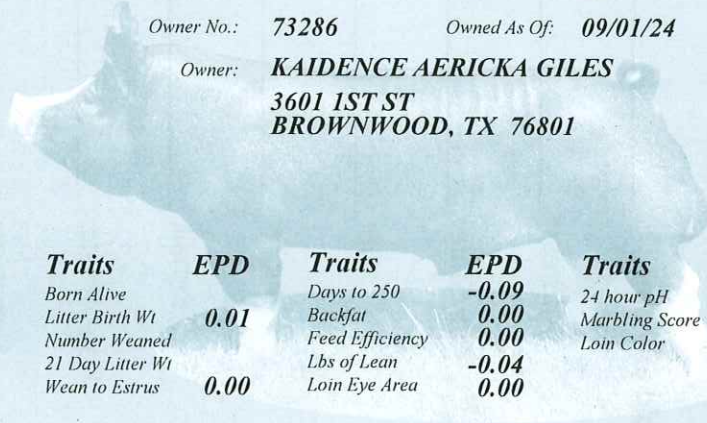 Owner No.: 73286 Owned As Of: 09/01/24
Owner: KAIDENCE AERICKA GILES
3601 1ST ST
BROWNWOOD, TX 76801
Traits EPD Traits EPD Traits
Born Alive Days to 250 -0.09 24 hour pH
Litter Birth Wt 0.01 Backfat 0.00 Marbling Score
Number Weaned Feed Efficiency 0.00 Loin Color
21 Day Litter Wt Lbs of Lean -0.04
Wean to Estrus 0.00 Loin Eye Area 0.00